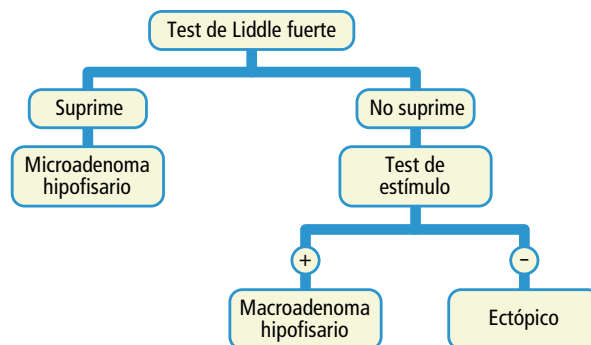 Test de Liddle fuerte
Suprime
No suprime
Microadenoma
hipofisario
Test de
estímulo
+
−
Macroadenoma
hipofisario
Ectópico